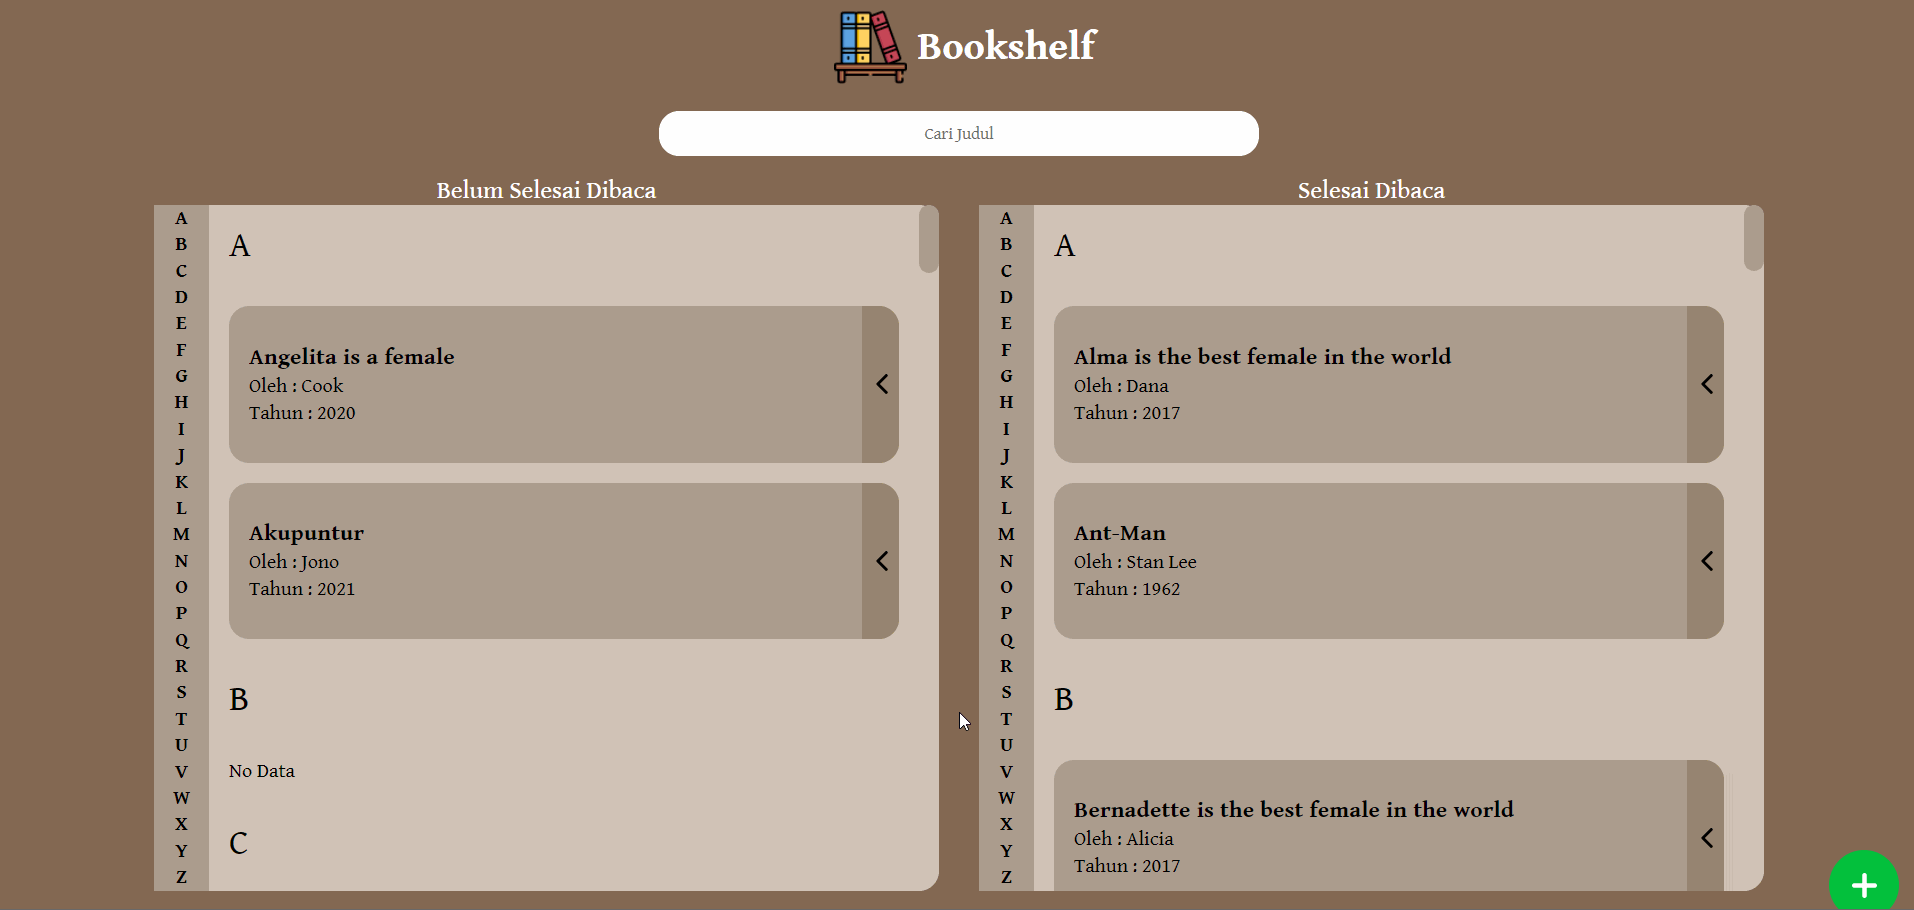 Bookshelf
Cari Judul
Belum Selesai Dibaca
A
B
C
D
E
F
G
H
I
J
K
L
M
N
O
P
Q
R
S
T
U
V
W
X
Y
Z
A
Angelita is a female
Oleh : Cook
Tahun : 2020
Akupuntur
Oleh : Jono
Tahun : 2021
B
No Data
C
Selesai Dibaca
A
B
C
D
E
F
G
H
I
J
K
L
M
N
O
P
Q
R
S
T
U
V
W
X
Y
Z
A
Alma is the best female in the world
Oleh : Dana
Tahun : 2017
Ant-Man
Oleh : Stan Lee
Tahun : 1962
B
Bernadette is the best female in the world
Oleh : Alicia
Tahun : 2017